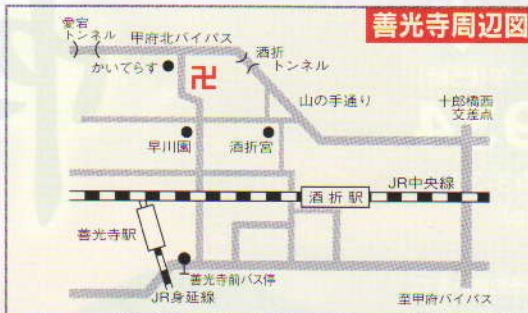 善光寺周辺図
愛宕
トンネル
甲府北バイパス
酒折
トンネル
かいてらす
卍
山の手通り
十郎橋西
交差点
早川園
酒折宮
JR中央線
酒折駅
善光寺駅
善光寺前バス停
JR身延線
至甲府バイパス